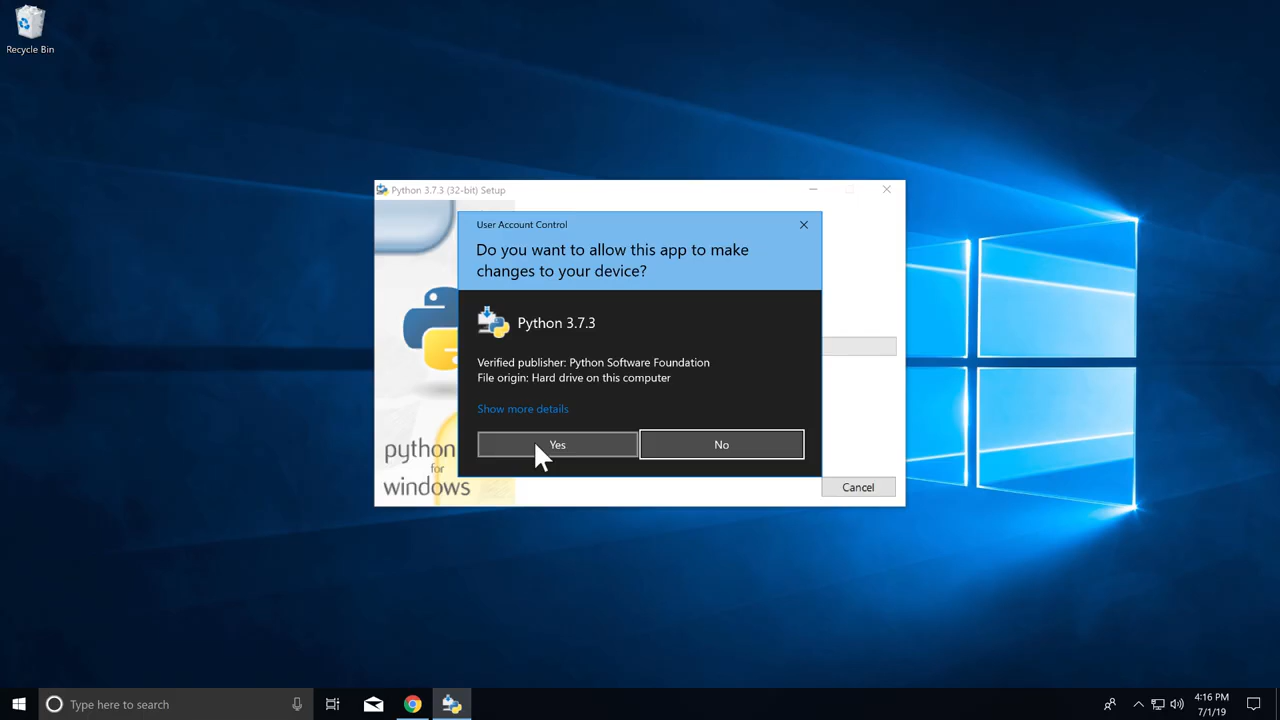 Recycle Bin
Python 3.7.3 (32-bit) Setup
User Account Control
Do you want to allow this app to make
changes to your device?
Python 3.7.3
Verified publisher: Python Software Foundation
File origin: Hard drive on this computer
Show more details
Yes
No
python
for
windows
Cancel
Type here to search
4:16 PM
7/1/19